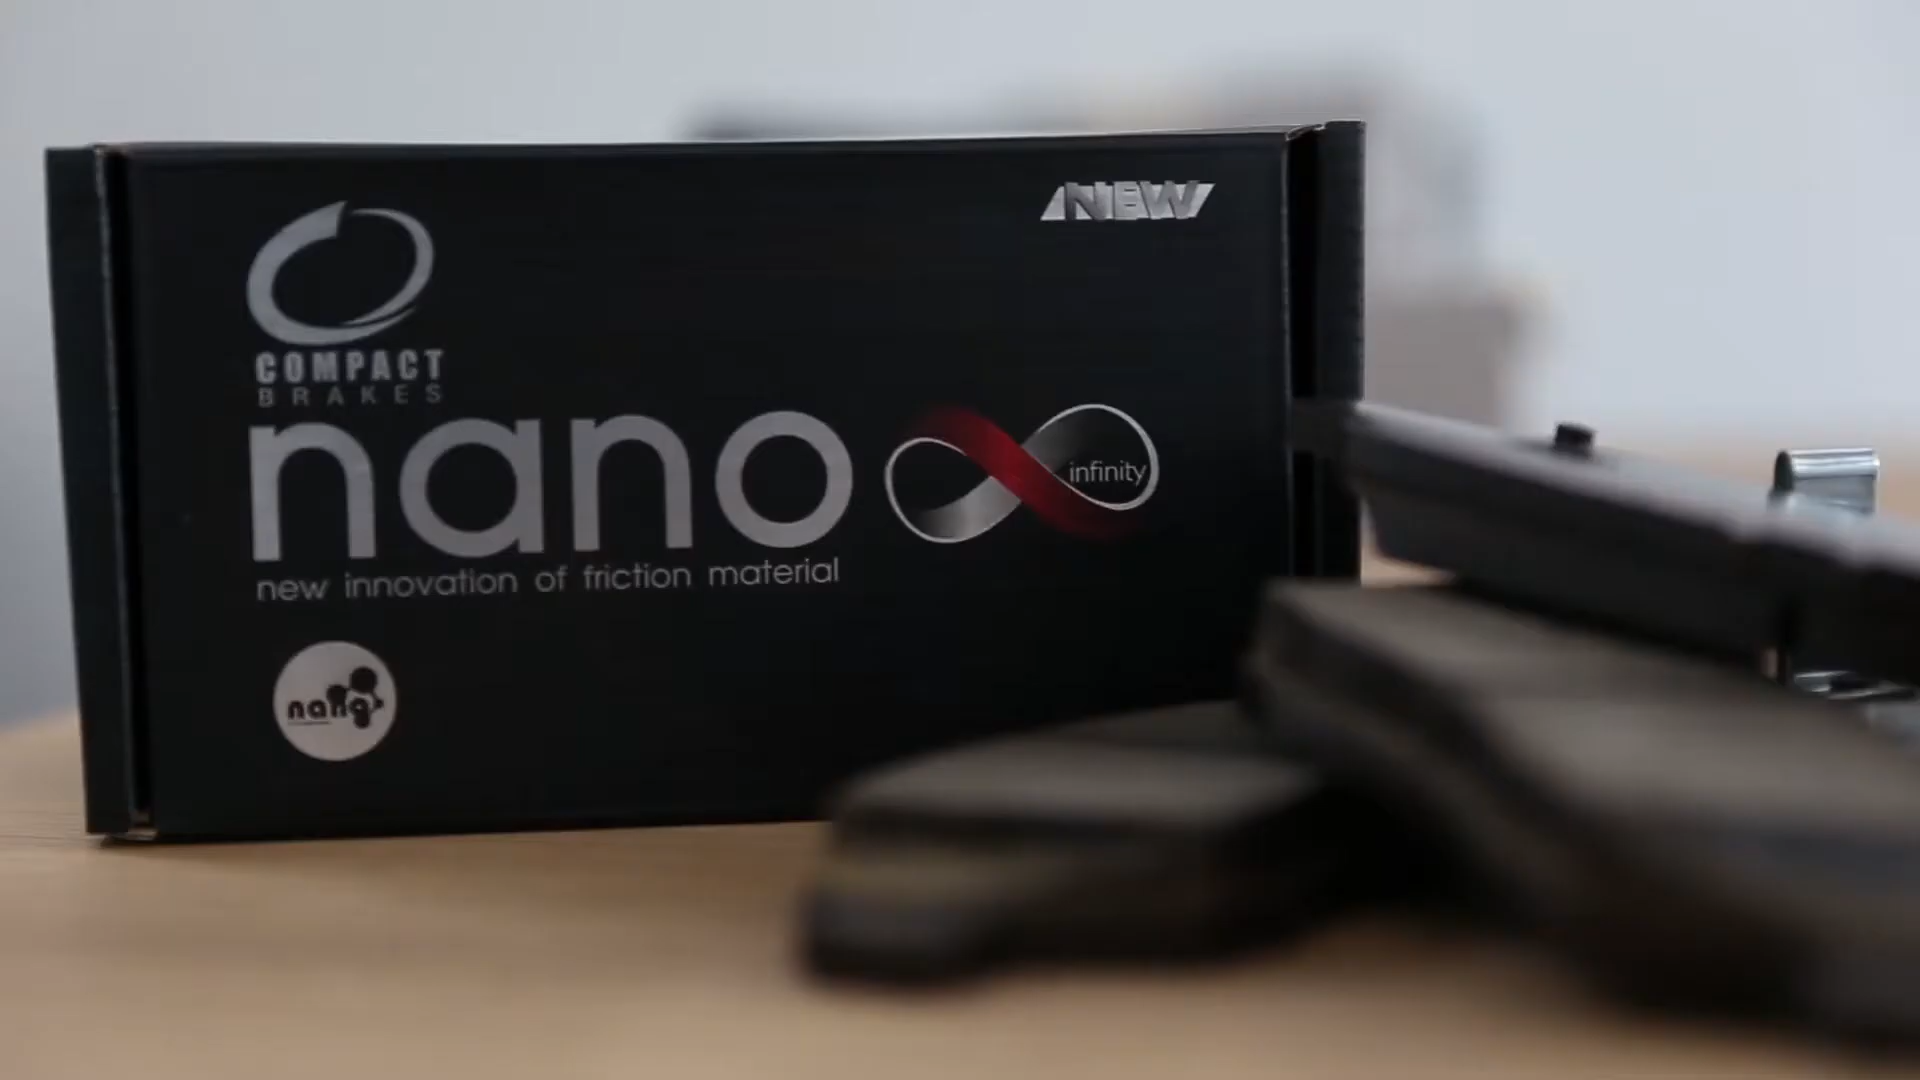 NEW
COMPACT
BRAKES
nano
infinity
new innovation of friction material
nano